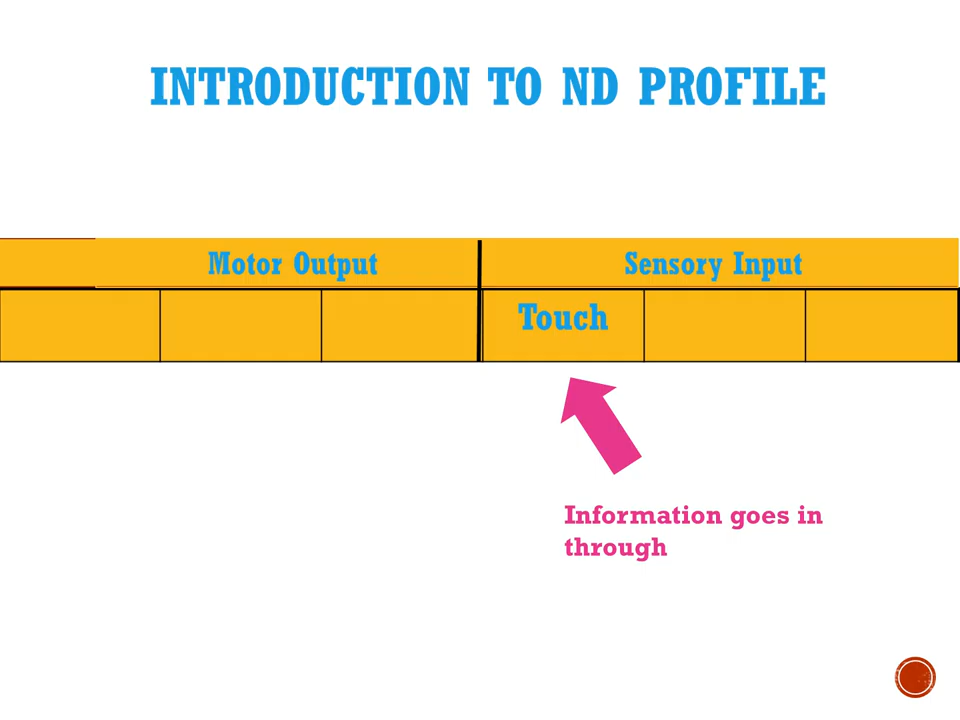 INTRODUCTION TO ND PROFILE
Motor Output Sensory Input
Touch
Information goes in
through